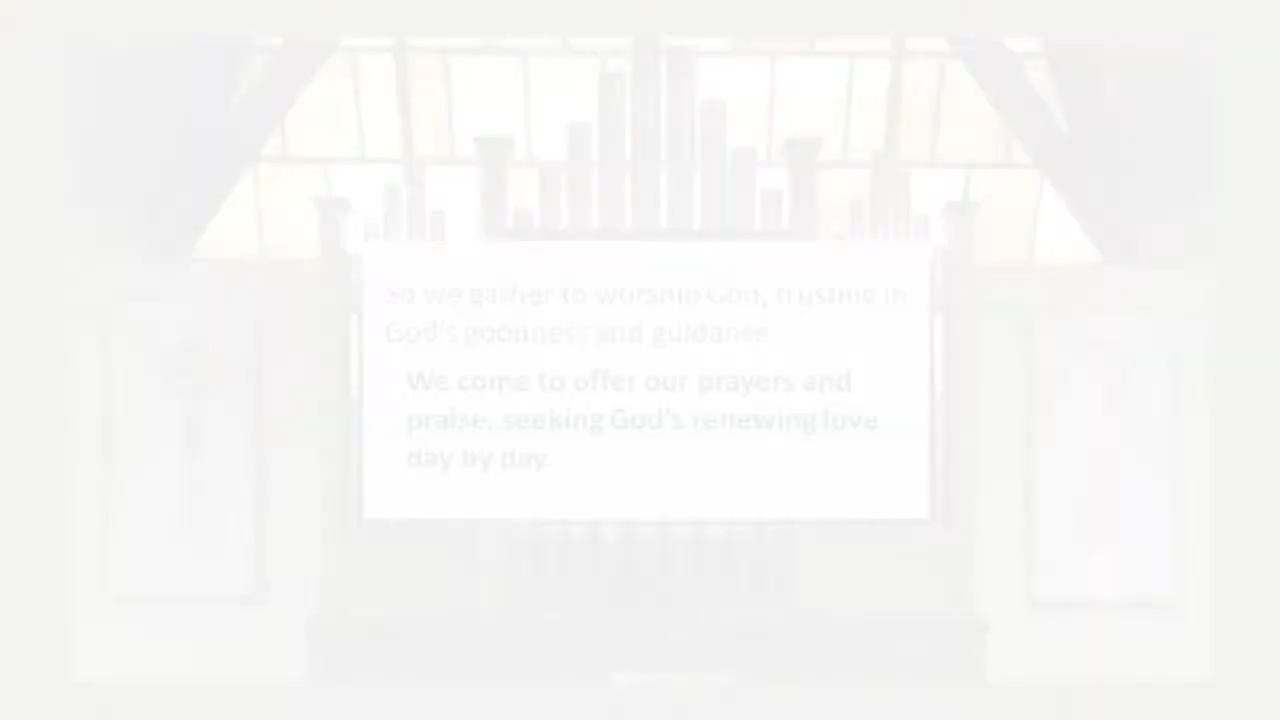 So we gather to worship God, trusting in
God's goodness and guidance
We come to offer our prayers and
praise, seeking God's renewing love
day by day.